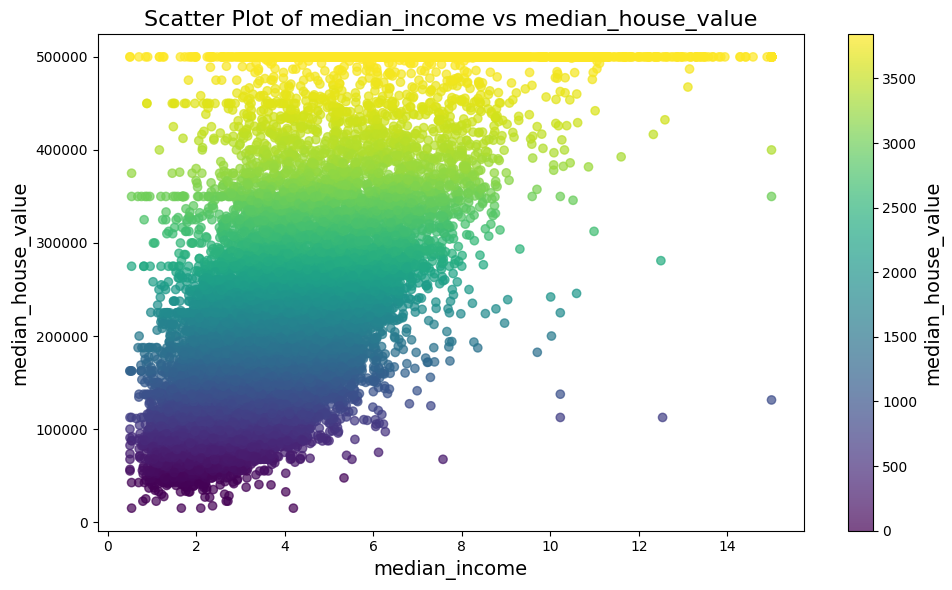 Scatter Plot of median_income vs median_house_value
median_house_value
500000
400000
300000
200000
100000
0
0 2 4 6 8 10 12 14
median_income
3500
3000
2500
2000
1500
1000
500
0
median_house_value